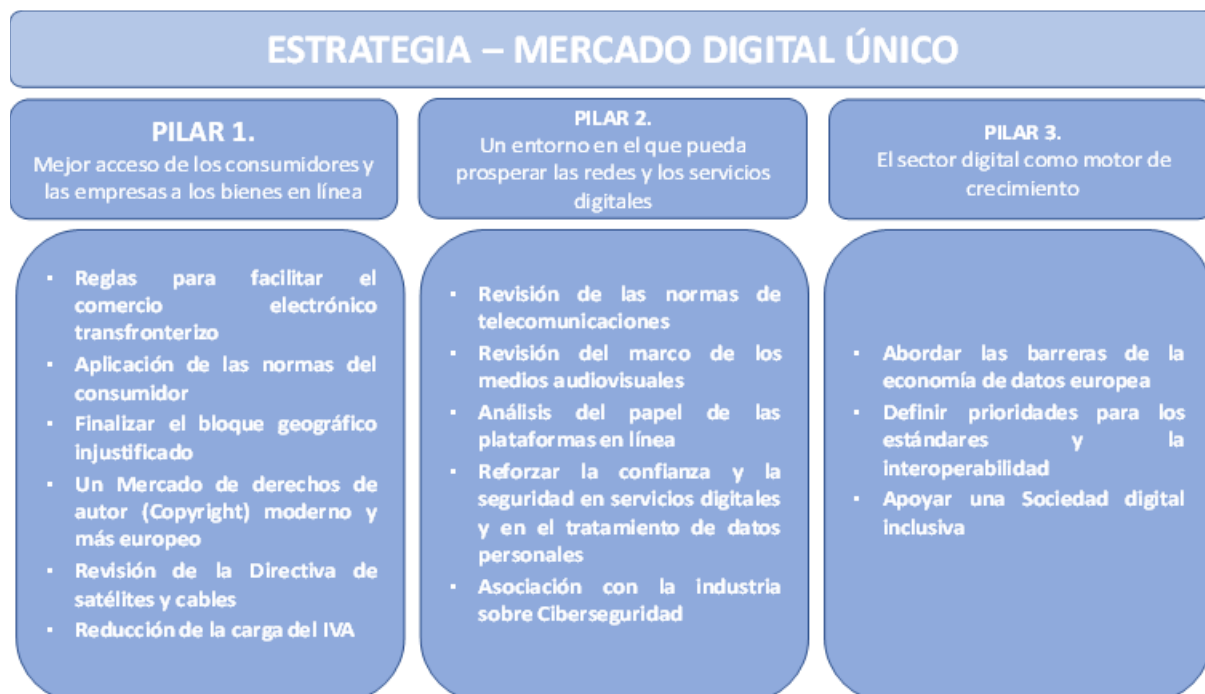 ESTRATEGIA – MERCADO DIGITAL ÚNICO
PILAR 1.
Mejor acceso de los consumidores y
las empresas a los bienes en línea
PILAR 2.
Un entorno en el que pueda
prosperar las redes y los servicios
digitales
PILAR 3.
El sector digital como motor de
crecimiento
▪ Reglas para facilitar el
comercio electrónico
transfronterizo
▪ Aplicación de las normas del
consumidor
▪ Finalizar el bloque geográfico
injustificado
▪ Un Mercado de derechos de
autor (Copyright) moderno y
más europeo
▪ Revisión de la Directiva de
satélites y cables
▪ Reducción de la carga del IVA
▪ Revisión de las normas de
telecomunicaciones
▪ Revisión del marco de los
medios audiovisuales
▪ Análisis del papel de las
plataformas en línea
▪ Reforzar la confianza y la
seguridad en servicios digitales
y en el tratamiento de datos
personales
▪ Asociación con la industria
sobre Ciberseguridad
▪ Abordar las barreras de la
economía de datos europea
▪ Definir prioridades para los
estándares y la
interoperabilidad
▪ Apoyar una Sociedad digital
inclusiva